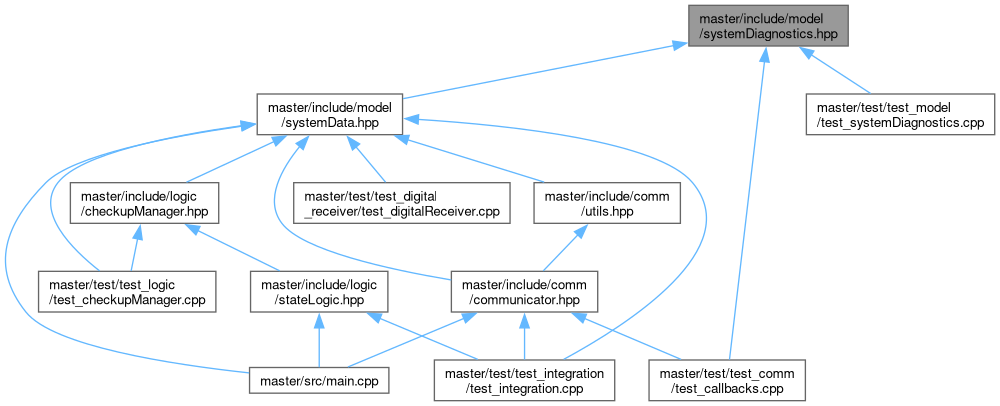 master/include/model
/systemDiagnostics.hpp
master/include/model
/systemData.hpp
master/test/test_model
/test_systemDiagnostics.cpp
master/include/logic
/checkupManager.hpp
master/test/test_digital
_receiver/test_digitalReceiver.cpp
master/include/comm
/utils.hpp
master/test/test_logic
/test_checkupManager.cpp
master/include/logic
/stateLogic.hpp
master/include/comm
/communicator.hpp
master/src/main.cpp
master/test/test_integration
/test_integration.cpp
master/test/test_comm
/test_callbacks.cpp